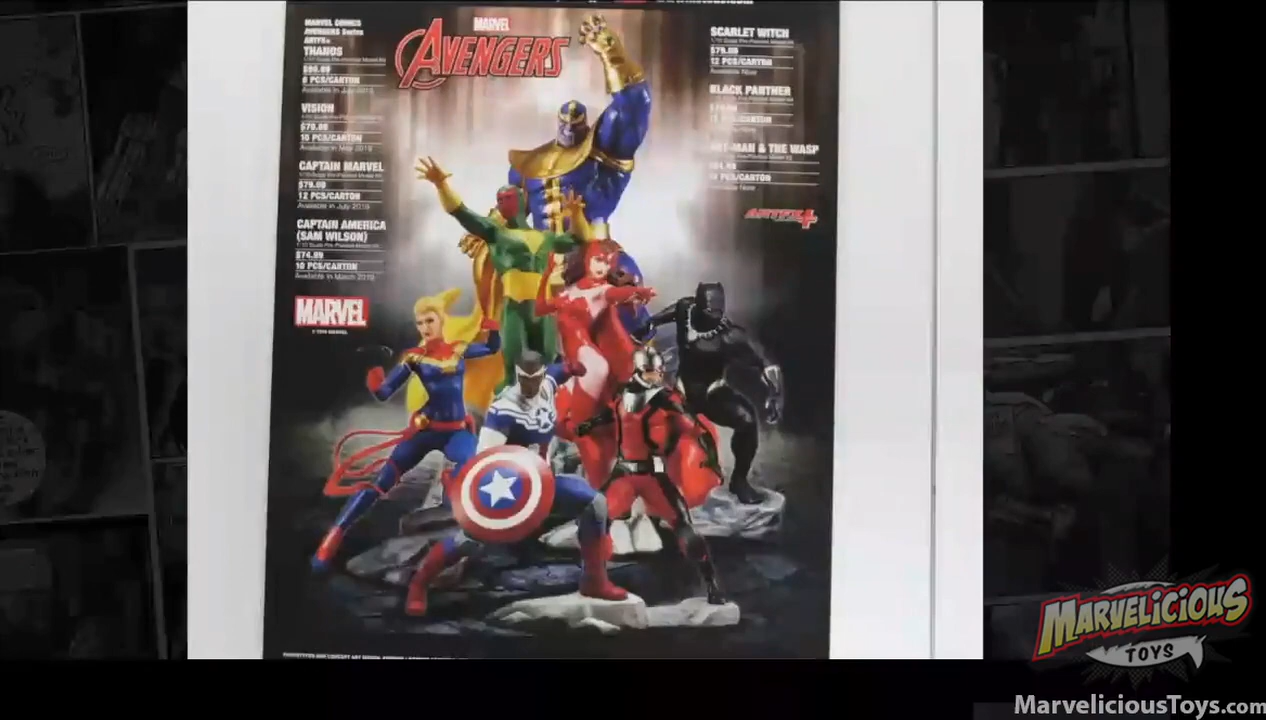 MARVEL COMICS
AVENGERS Series
ARTFX+
THANOS
6 PCS/CARTON
Available in July 2019
VISION
$79.99
10 PCS/CARTON
Available in May 2019
CAPTAIN MARVEL
$79.99
12 PCS/CARTON
Available in July 2019
CAPTAIN AMERICA
(SAM WILSON)
$74.99
10 PCS/CARTON
Available in March 2019
MARVEL
MARVEL
AVENGERS
SCARLET WITCH
$79.99
12 PCS/CARTON
Available Now
BLACK PANTHER
ANT-MAN & THE WASP
PCS/CARTON
ARTFX+
MARVELICIOUS
TOYS
MarveliciousToys.com